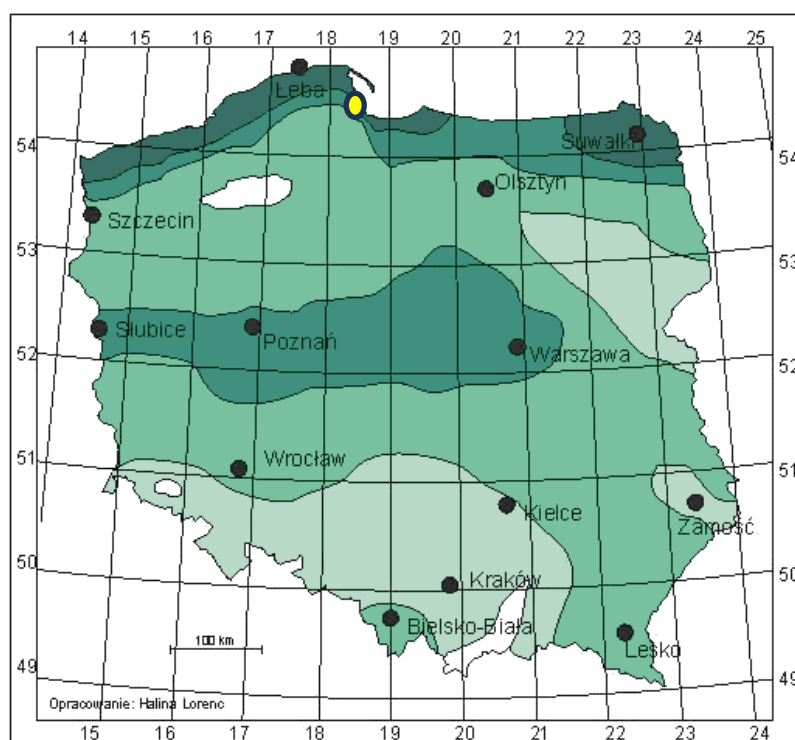 14 15 16 17 18 19 20 21 22 23 24 25
Łeba
54
Suwałki
54
Olsztyn
Szczecin
53
53
Słubice
Poznań
Warszawa
52
52
51
Wrocław
51
Kielce
Zamość
50
Kraków
50
Bielsko-Biała
Lesko
100 km
49
49
Opracowanie: Halina Lorenc
15 16 17 18 19 20 21 22 23 24